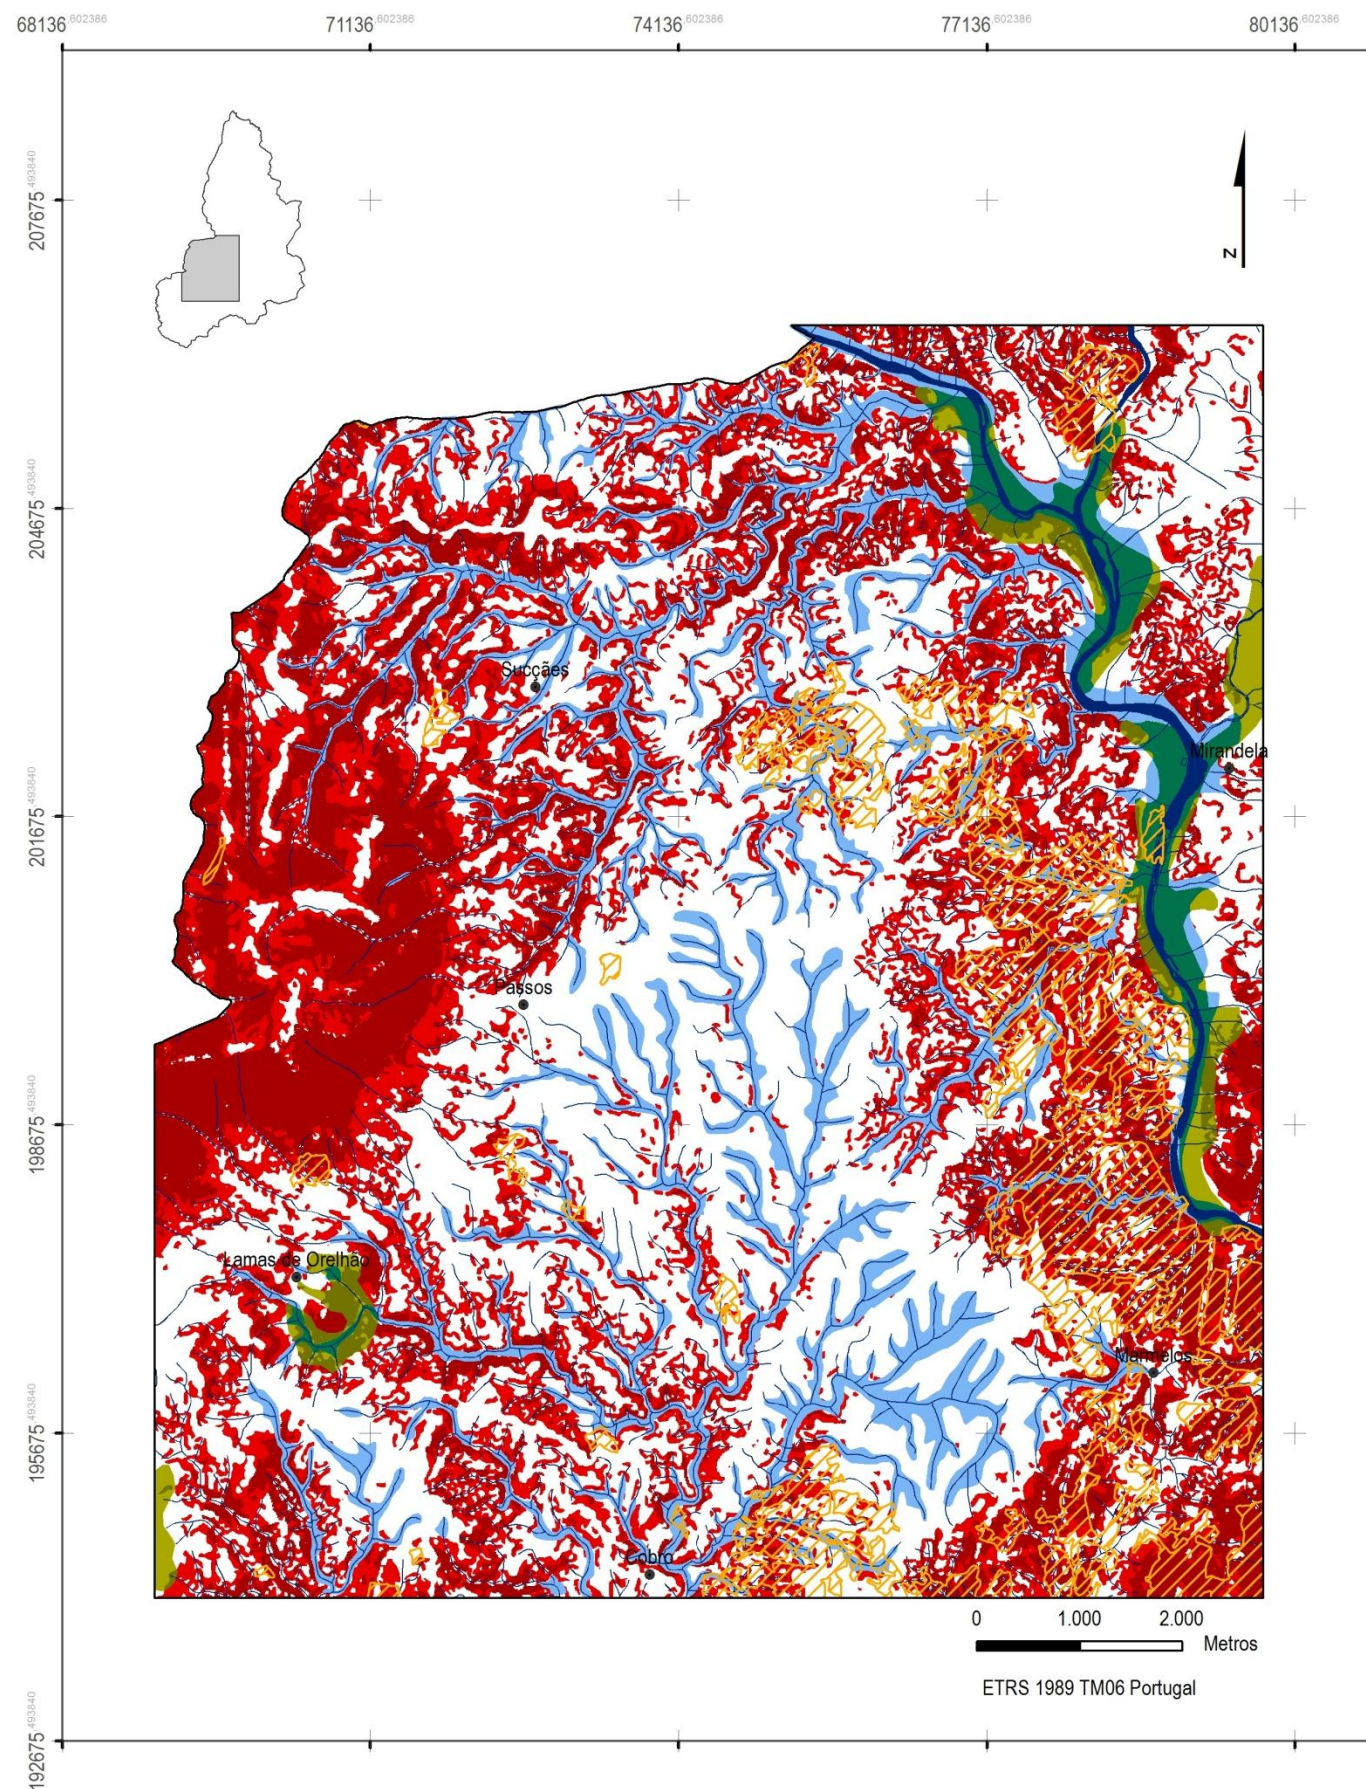 68136,602386 71136,602386 74136,602386 77136,602386 80136,602386
207675,493840
N
204675,493840
Sucções
Mirandela
201675,493840
Passos
198675,493840
Lamas de Orelhão
Marmelos
195675,493840
Cobro
0 1.000 2.000
Metros
ETRS 1989 TM06 Portugal
192675,493840